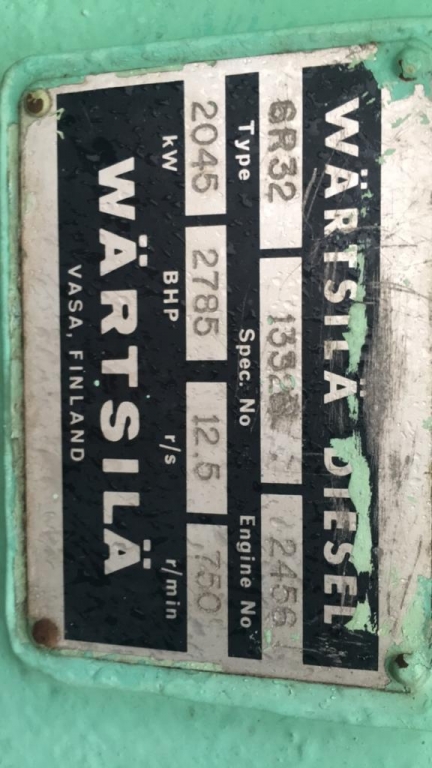 WÄRTSILÄ DIESEL
6R32 1332 2456
Type Spec. No Engine No
2045 2785 12.5 750
kW BHP r/s r/min
WÄRTSILÄ
VASA, FINLAND